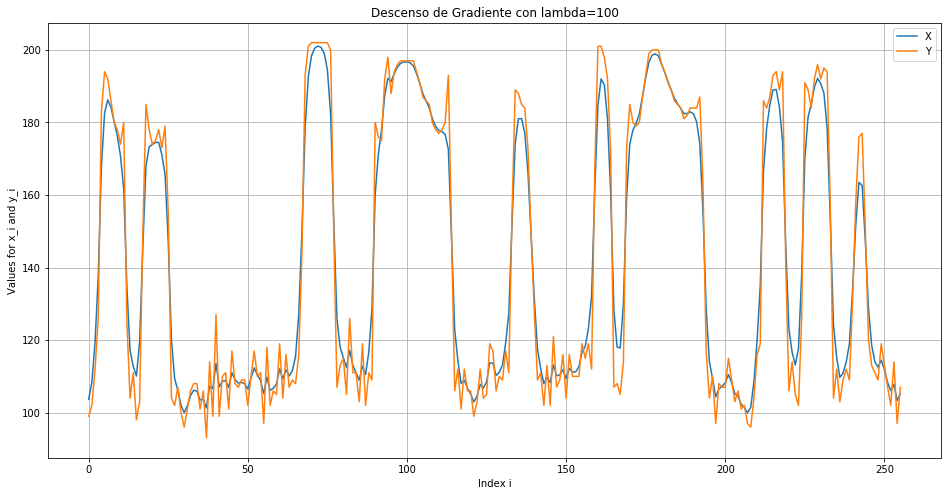 Descenso de Gradiente con lambda=100
X
Y
Values for x_i and y_i
200
180
160
140
120
100
0
50
100
150
200
250
Index i